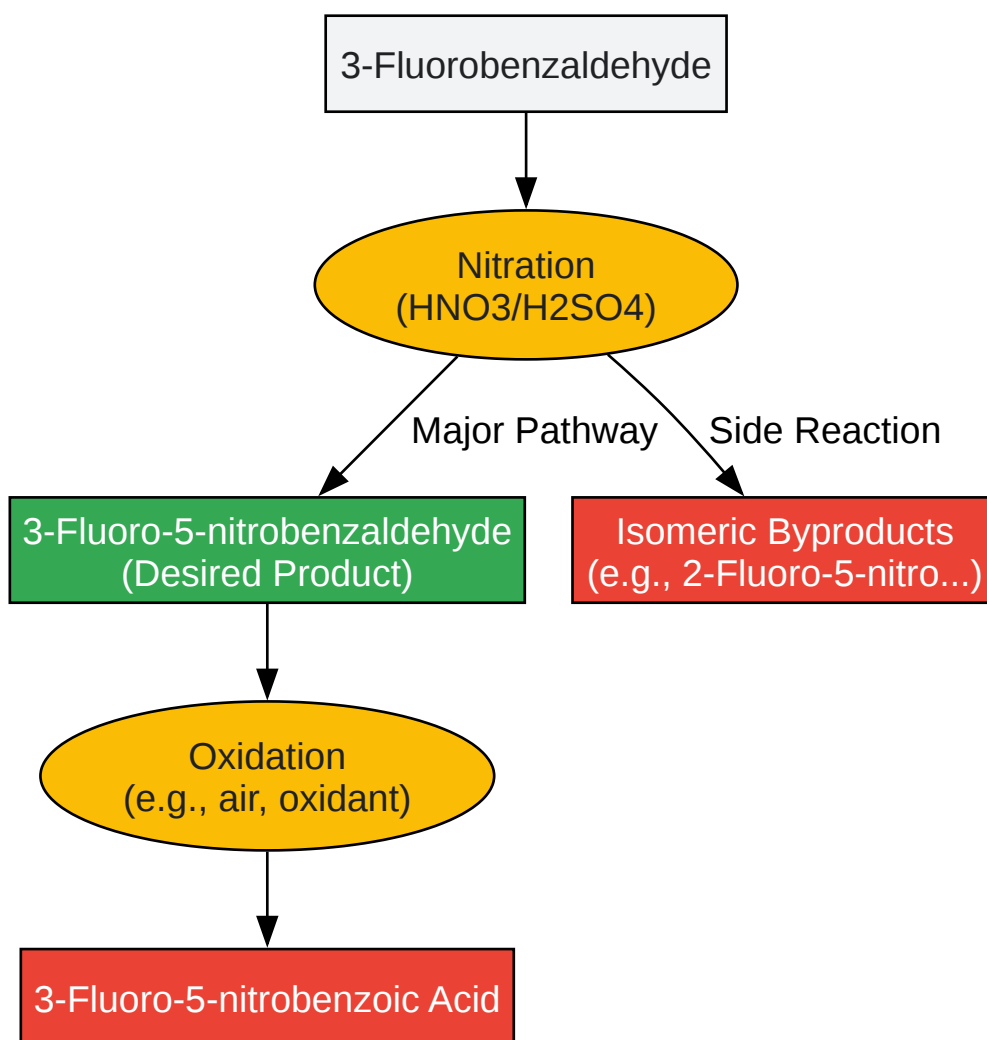 3-Fluorobenzaldehyde
Nitration
(HNO3/H2SO4)
Major Pathway
Side Reaction
3-Fluoro-5-nitrobenzaldehyde
(Desired Product)
Isomeric Byproducts
(e.g., 2-Fluoro-5-nitro...)
Oxidation
(e.g., air, oxidant)
3-Fluoro-5-nitrobenzoic Acid